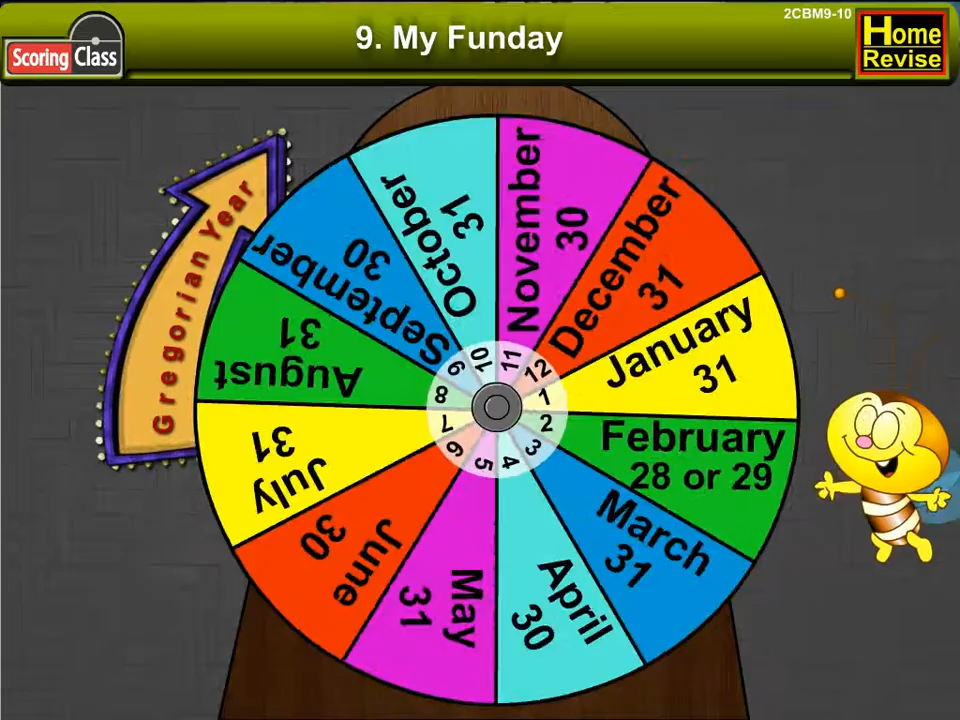 2CBM9-10
Scoring Class
9. My Funday
Home
Revise
Gregorian Year
January
31
1
February
28 or 29
2
March
31
3
April
30
4
May
31
5
June
30
6
July
31
7
August
31
8
September
30
9
October
31
10
November
30
11
December
31
12